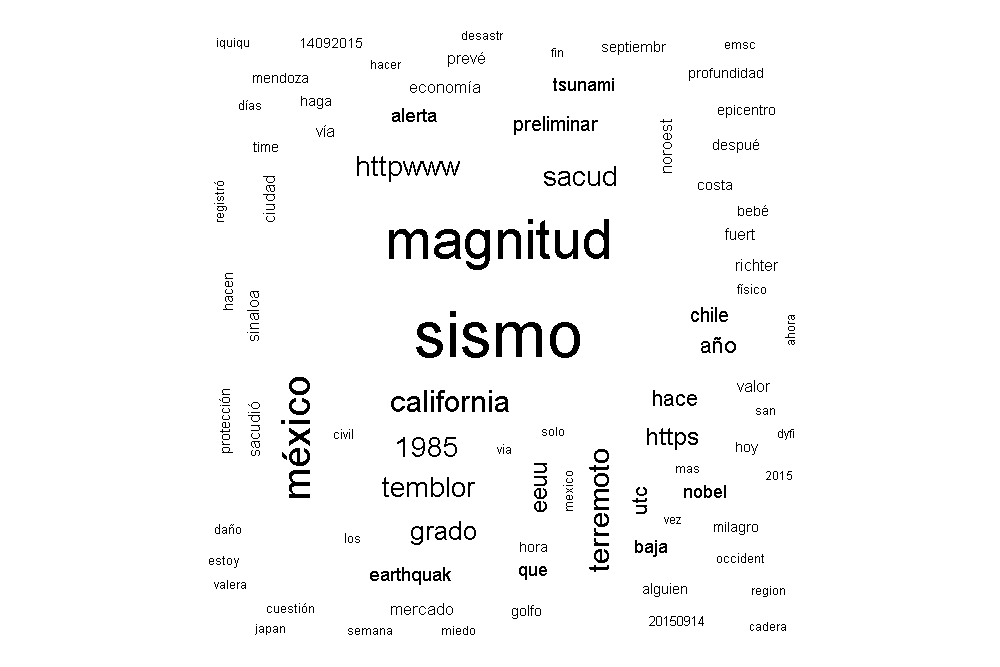 desastr
iquiqu
14092015
septiembr
emsc
fin
hacer
prevé
profundidad
mendoza
economía
tsunami
días
haga
alerta
epicentro
vía
preliminar
noroest
time
despué
httpwww
sacud
costa
registró
ciudad
bebé
magnitud
fuert
richter
hacen
sinaloa
físico
chile
ahora
sismo
año
méxico
valor
california
hace
san
protección
sacudió
civil
1985
solo
https
dyfi
via
hoy
temblor
eeuu
mexico
terremoto
utc
mas
2015
nobel
daño
los
grado
vez
milagro
hora
baja
estoy
occident
valera
earthquak
que
alguien
region
cuestión
mercado
golfo
20150914
japan
semana
miedo
cadera